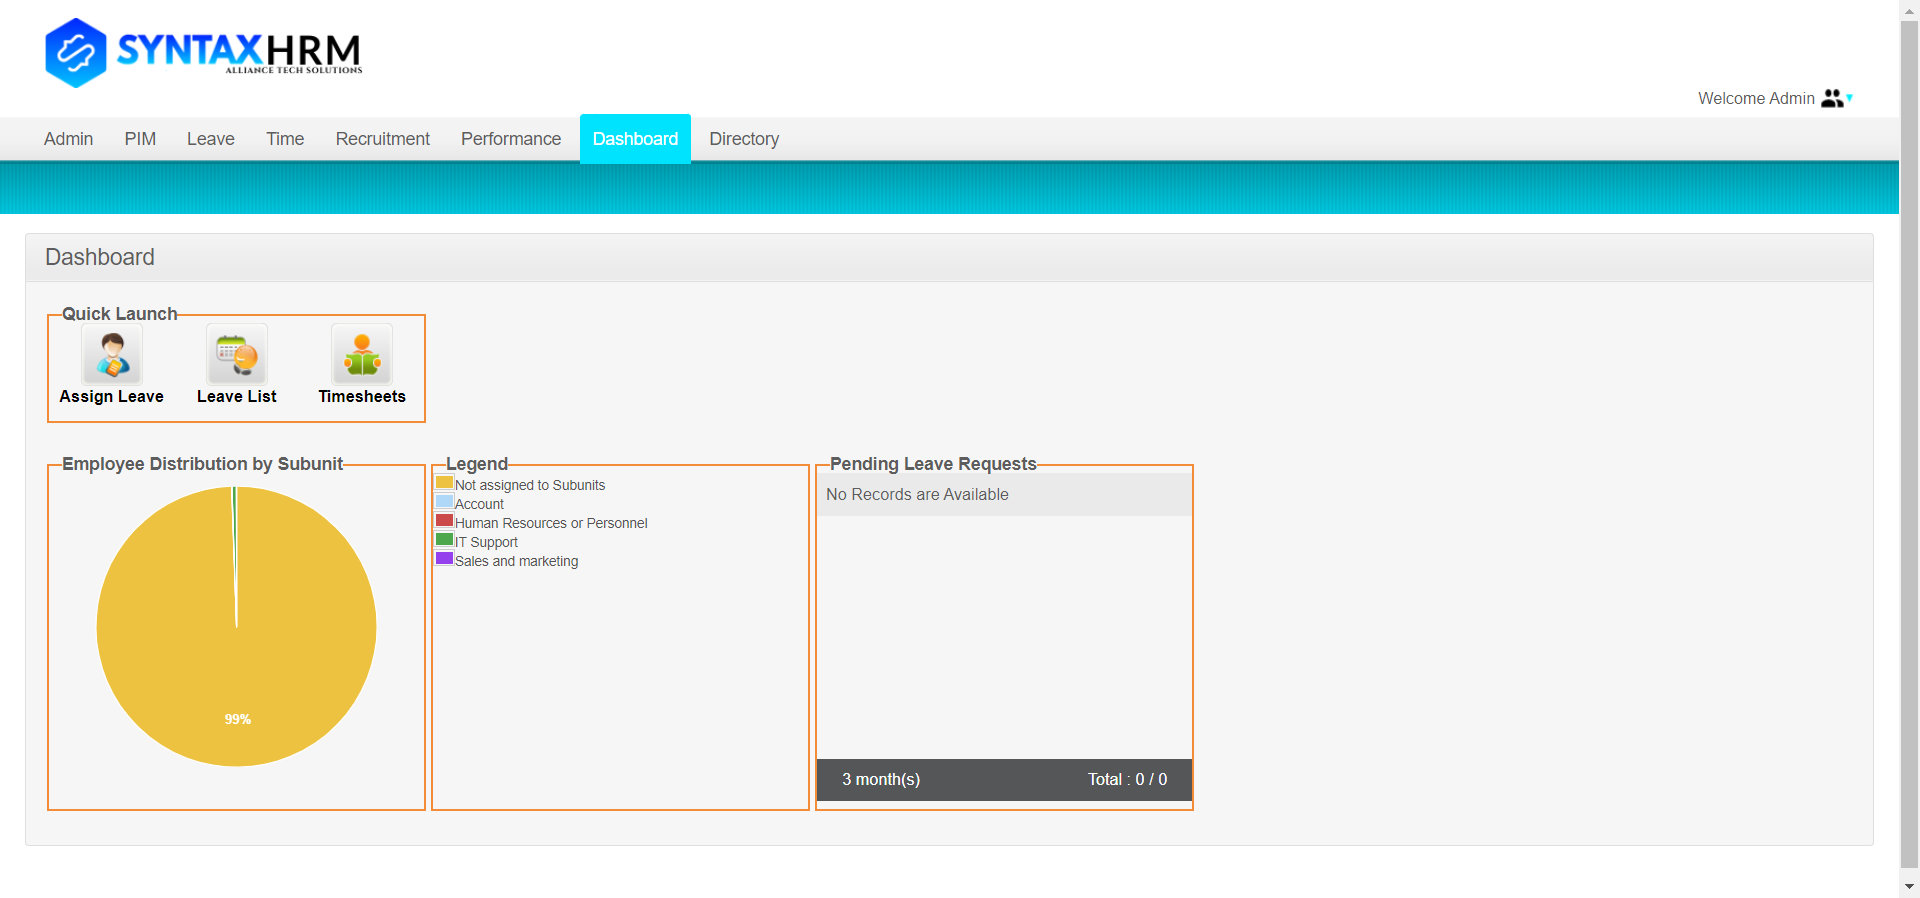 SYNTAXHRM
ALLIANCE TECH SOLUTIONS
Welcome Admin
Admin PIM Leave Time Recruitment Performance Dashboard Directory
Dashboard
Quick Launch
Assign Leave Leave List Timesheets
Employee Distribution by Subunit
99%
Legend
Not assigned to Subunits
Account
Human Resources or Personnel
IT Support
Sales and marketing
Pending Leave Requests
No Records are Available
3 month(s) Total : 0 / 0